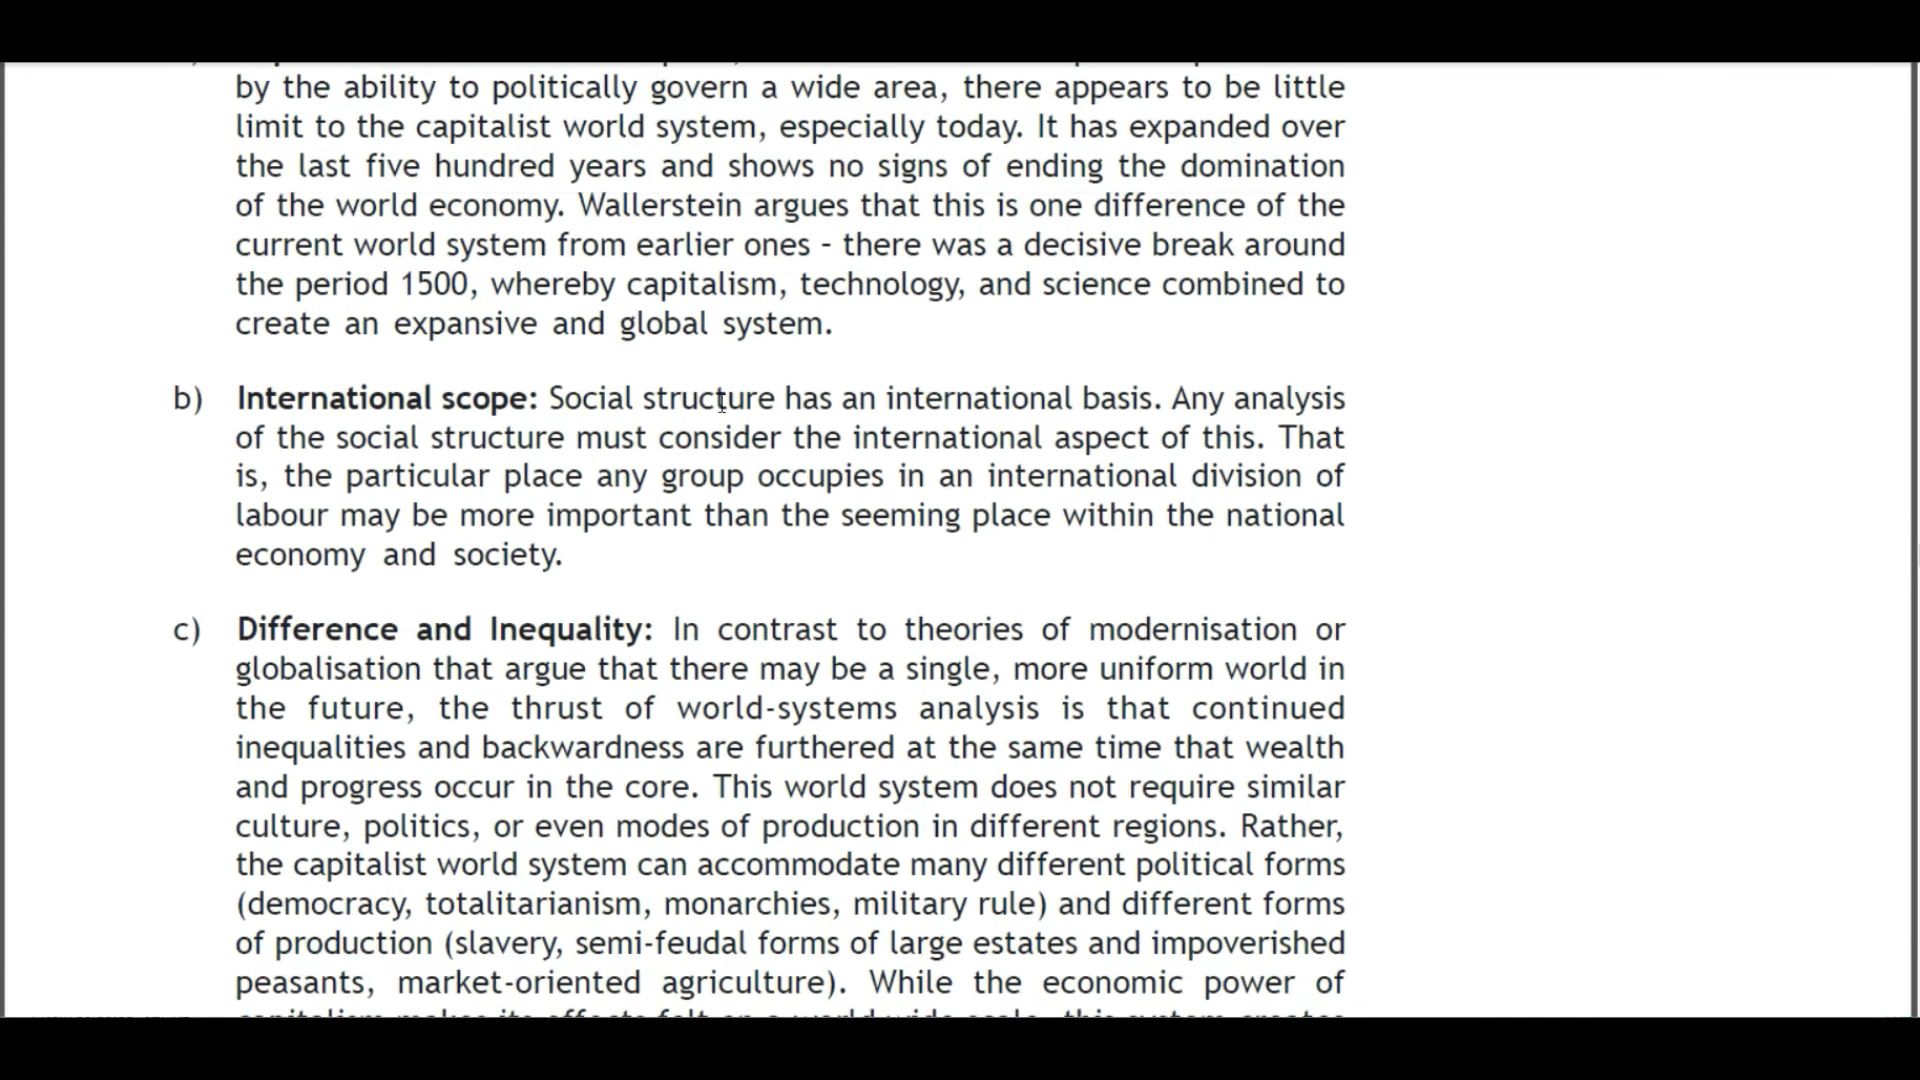 by the ability to politically govern a wide area, there appears to be little
limit to the capitalist world system, especially today. It has expanded over
the last five hundred years and shows no signs of ending the domination
of the world economy. Wallerstein argues that this is one difference of the
current world system from earlier ones - there was a decisive break around
the period 1500, whereby capitalism, technology, and science combined to
create an expansive and global system.
b) International scope: Social structure has an international basis. Any analysis
of the social structure must consider the international aspect of this. That
is, the particular place any group occupies in an international division of
labour may be more important than the seeming place within the national
economy and society.
c) Difference and Inequality: In contrast to theories of modernisation or
globalisation that argue that there may be a single, more uniform world in
the future, the thrust of world-systems analysis is that continued
inequalities and backwardness are furthered at the same time that wealth
and progress occur in the core. This world system does not require similar
culture, politics, or even modes of production in different regions. Rather,
the capitalist world system can accommodate many different political forms
(democracy, totalitarianism, monarchies, military rule) and different forms
of production (slavery, semi-feudal forms of large estates and impoverished
peasants, market-oriented agriculture). While the economic power of
capitalism makes its effects felt on a world wide scale, this system creates